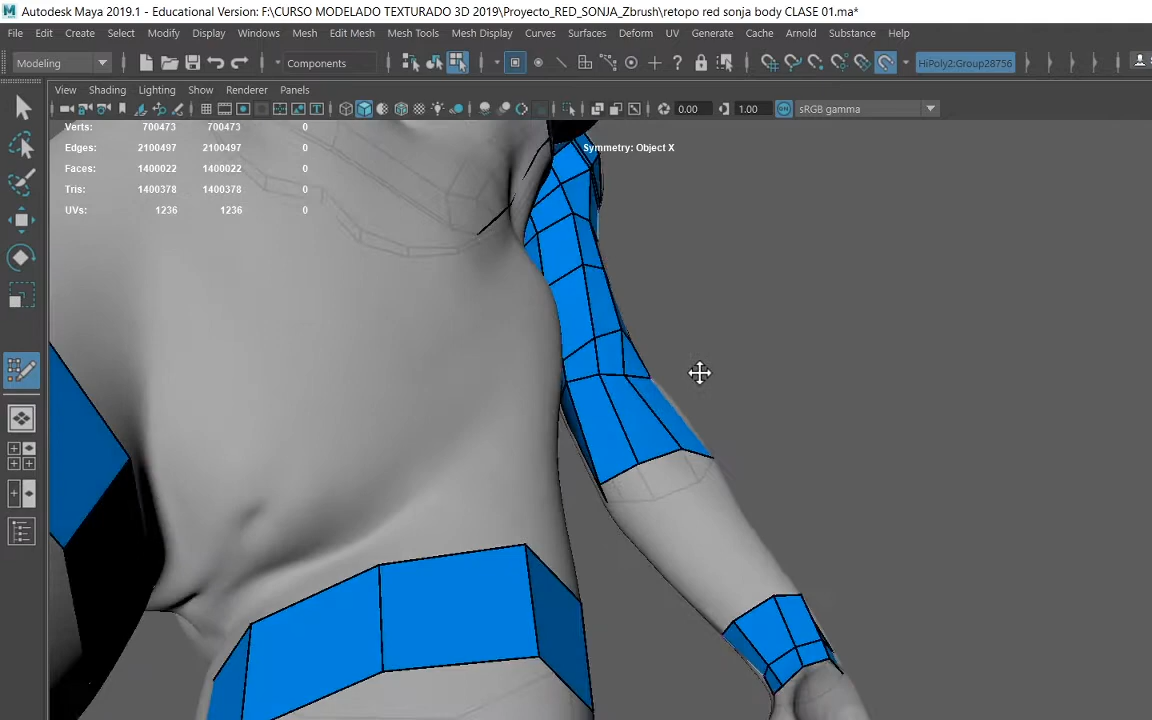 Autodesk Maya 2019.1 - Educational Version: F:\CURSO MODELADO TEXTURADO 3D 2019\Proyecto_RED_SONJA_Zbrush\retopo red sonja body CLASE 01.ma*
File Edit Create Select Modify Display Windows Mesh Edit Mesh Mesh Tools Mesh Display Curves Surfaces Deform UV Generate Cache Arnold Substance Help
Modeling Components HiPoly2:Group28756
View Shading Lighting Show Renderer Panels
0.00 1.00 ON sRGB gamma
Verts: 700473 700473 0
Edges: 2100497 2100497 0
Symmetry: Object X
Faces: 1400022 1400022 0
Tris: 1400378 1400378 0
UVs: 1236 1236 0